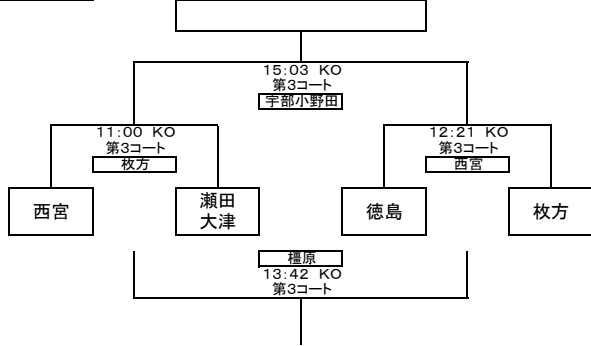 15:03 KO
第3コート
宇部小野田
11:00 KO
第3コート
枚方
12:21 KO
第3コート
西宮
西宮
瀬田
大津
徳島
枚方
橿原
13:42 KO
第3コート